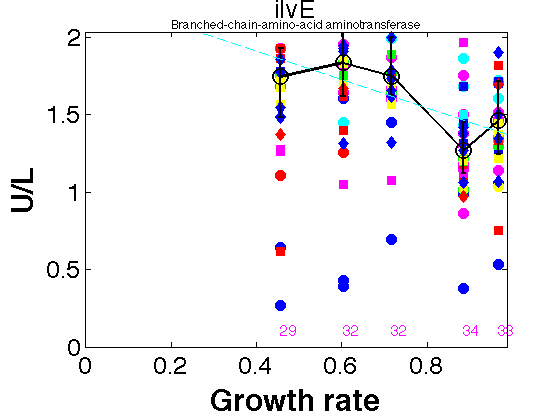 ilvE
Branched-chain-amino-acid aminotransferase
2
1.5
1
0.5
0
U/L
29 32 32 34 33
0 0.2 0.4 0.6 0.8
Growth rate